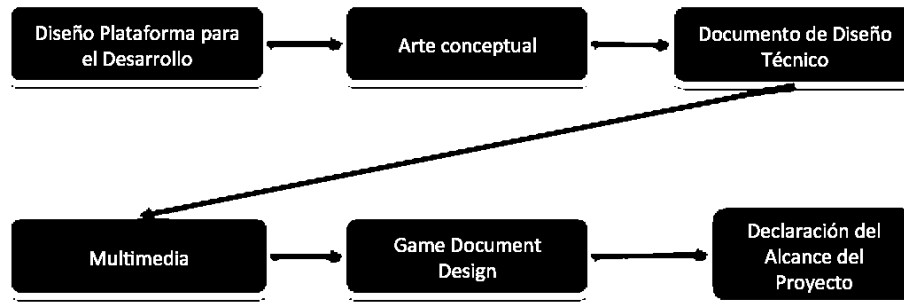 Diseño Plataforma para
el Desarrollo
Arte conceptual
Documento de Diseño
Técnico
Multimedia
Game Document
Design
Declaración del
Alcance del
Proyecto